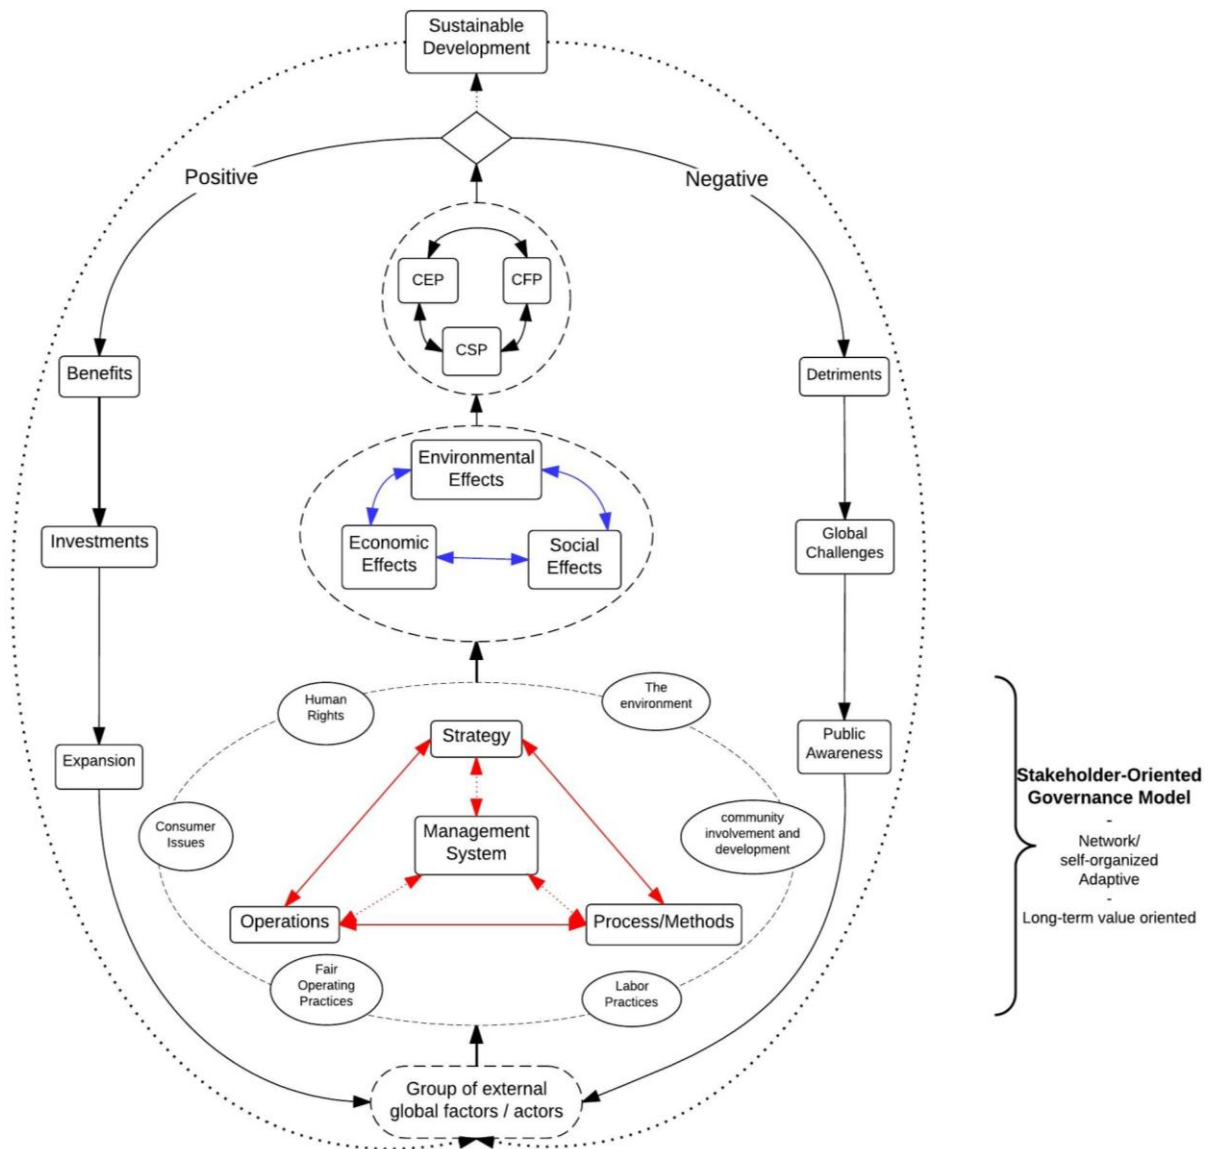 Sustainable
Development
Positive
Negative
CEP
CFP
CSP
Benefits
Detriments
Environmental
Effects
Economic
Effects
Social
Effects
Investments
Global
Challenges
Human
Rights
The
environment
Strategy
Expansion
Public
Awareness
Consumer
Issues
Management
System
community
involvement and
development
Operations
Process/Methods
Fair
Operating
Practices
Labor
Practices
Group of external
global factors / actors
Stakeholder-Oriented
Governance Model
-
Network/
self-organized
Adaptive
-
Long-term value oriented